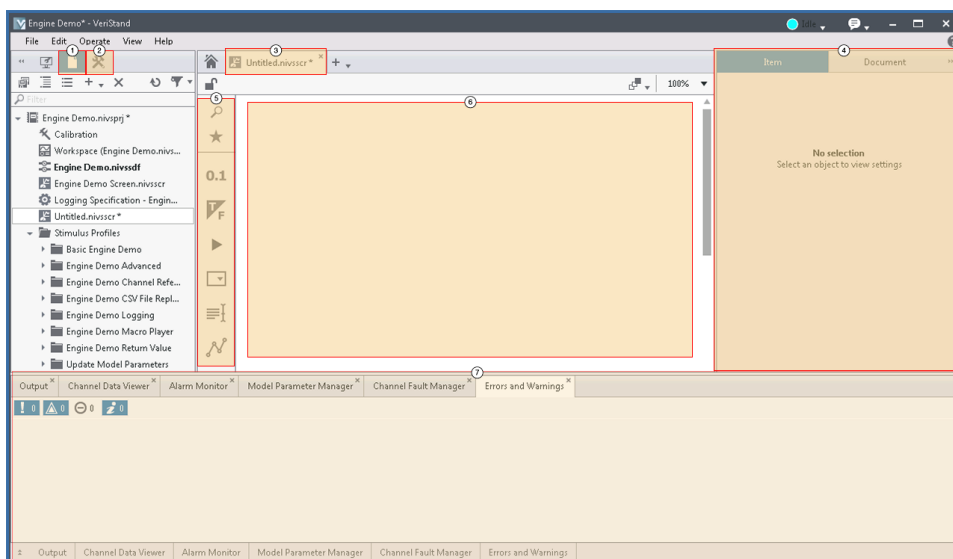 Engine Demo* - VeriStand
Idle
File Edit Operate View Help
1
2
3
4
5
6
7
Untitled.nivsscr *
Item Document
100%
Filter
Engine Demo.nivsprj *
Calibration
Workspace (Engine Demo.nivs...
Engine Demo.nivssdf
Engine Demo Screen.nivsscr
Logging Specification - Engin...
Untitled.nivsscr *
Stimulus Profiles
Basic Engine Demo
Engine Demo Advanced
Engine Demo Channel Refe...
Engine Demo CSV File Repl...
Engine Demo Logging
Engine Demo Macro Player
Engine Demo Return Value
Update Model Parameters
0.1
T F
No selection
Select an object to view settings
Output Channel Data Viewer Alarm Monitor Model Parameter Manager Channel Fault Manager Errors and Warnings
0 0 0 0
Output Channel Data Viewer Alarm Monitor Model Parameter Manager Channel Fault Manager Errors and Warnings